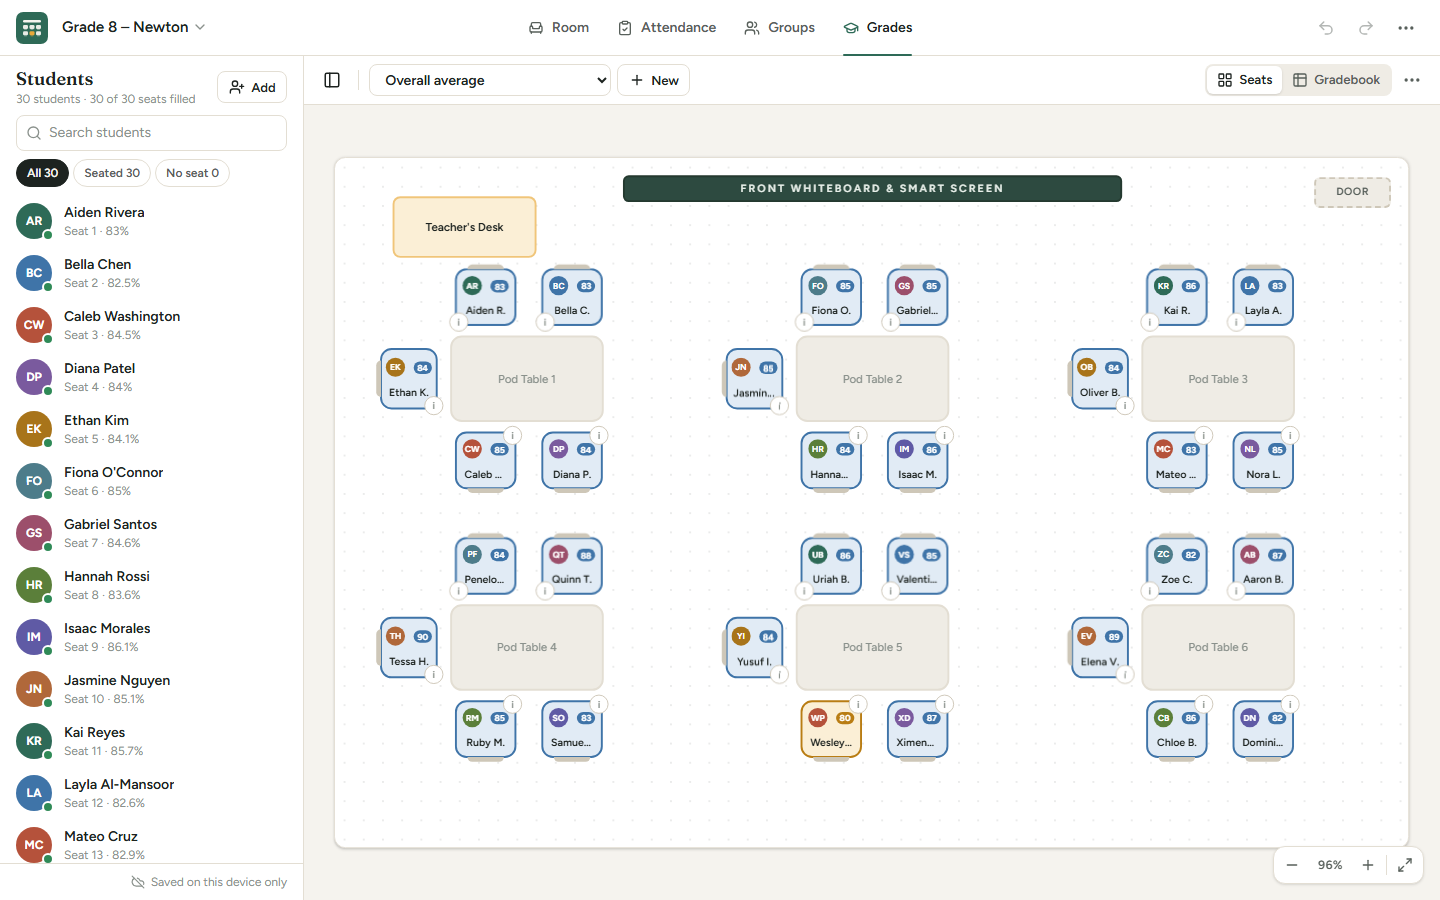 Grade 8 – Newton
Room
Attendance
Groups
Grades
Students
30 students · 30 of 30 seats filled
Add
Search students
All 30
Seated 30
No seat 0
AR
Aiden Rivera
Seat 1 · 83%
BC
Bella Chen
Seat 2 · 82.5%
CW
Caleb Washington
Seat 3 · 84.5%
DP
Diana Patel
Seat 4 · 84%
EK
Ethan Kim
Seat 5 · 84.1%
FO
Fiona O'Connor
Seat 6 · 85%
GS
Gabriel Santos
Seat 7 · 84.6%
HR
Hannah Rossi
Seat 8 · 83.6%
IM
Isaac Morales
Seat 9 · 86.1%
JN
Jasmine Nguyen
Seat 10 · 85.1%
KR
Kai Reyes
Seat 11 · 85.7%
LA
Layla Al-Mansoor
Seat 12 · 82.6%
MC
Mateo Cruz
Seat 13 · 82.9%
Saved on this device only
Overall average
New
Seats
Gradebook
FRONT WHITEBOARD & SMART SCREEN
DOOR
Teacher's Desk
AR 83
Aiden R.
i
BC 83
Bella C.
i
EK 84
Ethan K.
i
Pod Table 1
CW 85
Caleb ...
i
DP 84
Diana P.
i
FO 85
Fiona O.
i
GS 85
Gabriel...
i
JN 85
Jasmin...
i
Pod Table 2
HR 84
Hanna...
i
IM 86
Isaac M.
i
KR 86
Kai R.
i
LA 83
Layla A.
i
OB 84
Oliver B.
i
Pod Table 3
MC 83
Mateo ...
i
NL 85
Nora L.
i
PF 84
Penelo...
i
QT 88
Quinn T.
i
TH 90
Tessa H.
i
Pod Table 4
RM 85
Ruby M.
i
SO 83
Samue...
i
UB 86
Uriah B.
i
VS 85
Valenti...
i
YI 84
Yusuf I.
i
Pod Table 5
WP 80
Wesley...
i
XD 87
Ximen...
i
ZC 82
Zoe C.
i
AB 87
Aaron B.
i
EV 89
Elena V.
i
Pod Table 6
CB 86
Chloe B.
i
DN 82
Domini...
i
96%